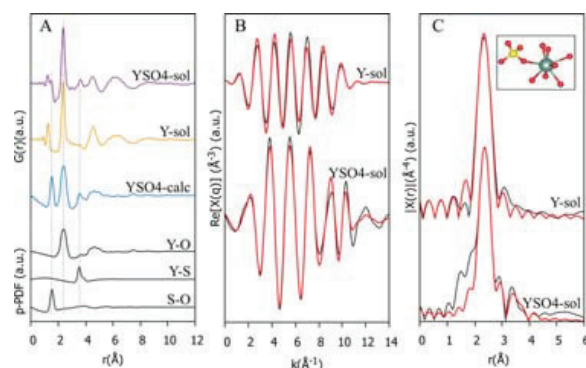 A
YSO4-sol
Y-sol
YSO4-calc
Y-O
Y-S
S-O
G(r)(a.u.)
p-PDF (a.u.)
0 2 4 6 8 10 12 14
r(Å)
B
Y-sol
YSO4-sol
Re[X(q)] (Å⁻³) (a.u.)
0 2 4 6 8 10 12 14
k(Å⁻¹)
C
Y-sol
YSO4-sol
|X(r)|(Å⁻⁴) (a.u.)
0 1 2 3 4 5 6
r(Å)